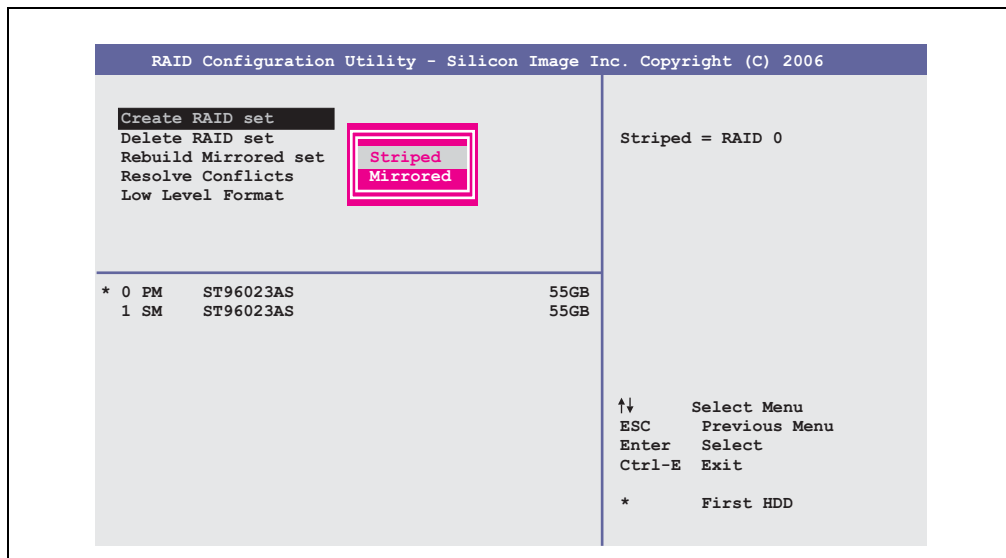 RAID Configuration Utility - Silicon Image Inc. Copyright (C) 2006
Create RAID set
Delete RAID set
Rebuild Mirrored set
Resolve Conflicts
Low Level Format
Striped
Mirrored
Striped = RAID 0
* 0 PM ST96023AS 55GB
1 SM ST96023AS 55GB
↑↓ Select Menu
ESC Previous Menu
Enter Select
Ctrl-E Exit
* First HDD